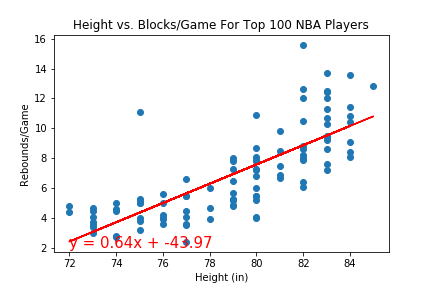 Height vs. Blocks/Game For Top 100 NBA Players
16
14
12
10
8
6
4
2
Rebounds/Game
y = 0.64x + -43.97
72 74 76 78 80 82 84
Height (in)